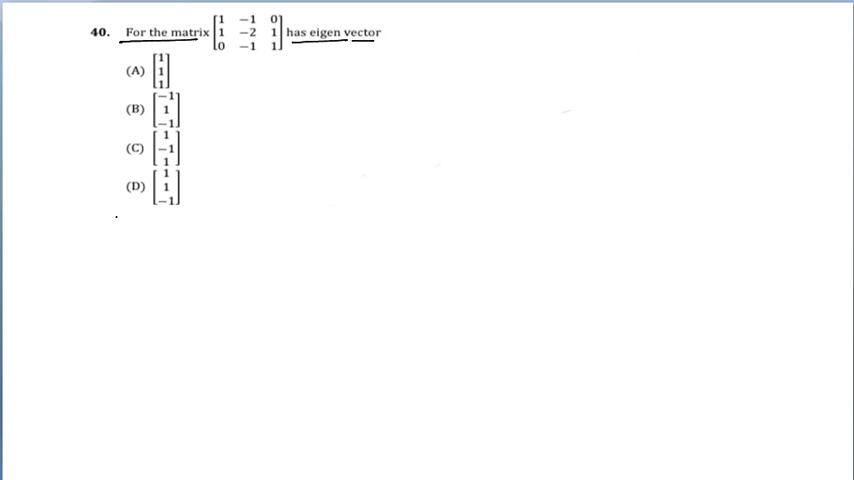 40. For the matrix [1 −1 0] has eigen vector
[1 −2 1]
[0 −1 1]
(A) [1]
[1]
[1]
(B) [−1]
[1]
[−1]
(C) [1]
[−1]
[1]
(D) [1]
[1]
[−1]